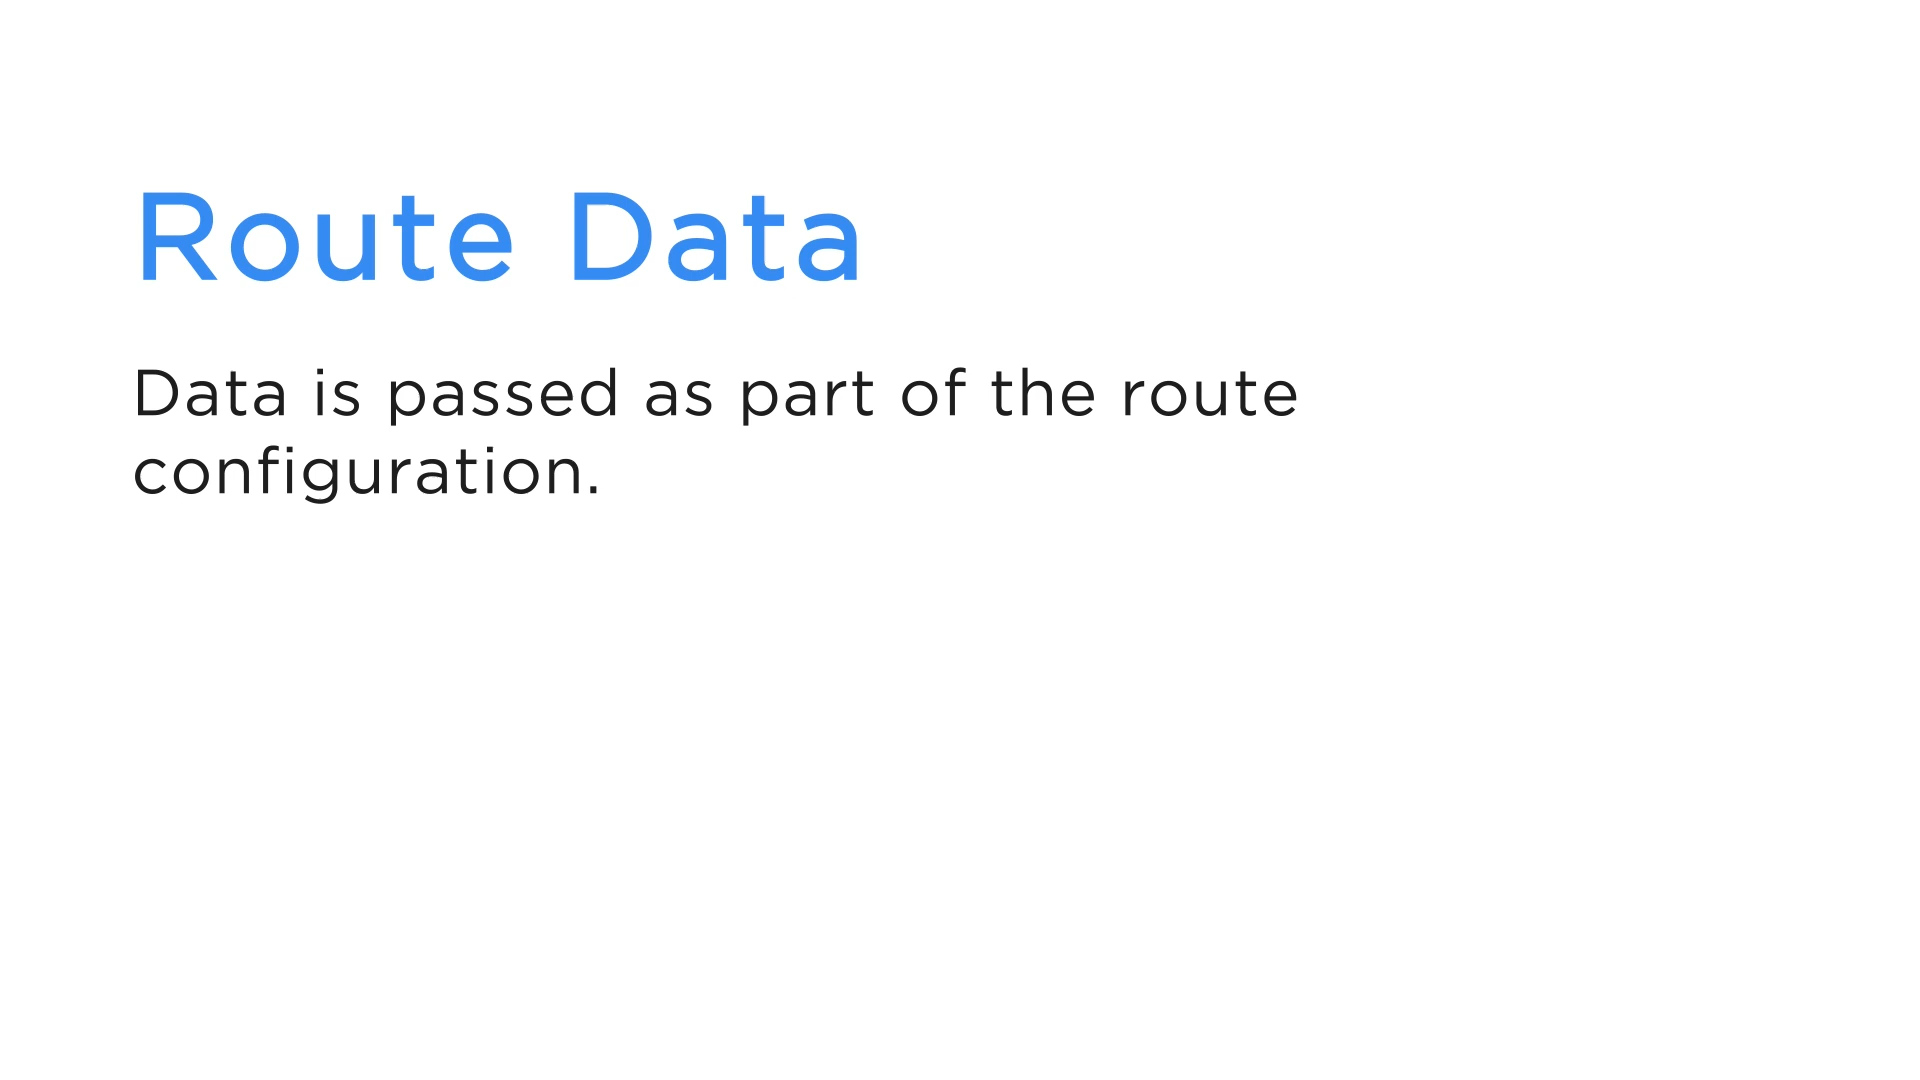 Route Data
Data is passed as part of the route
configuration.